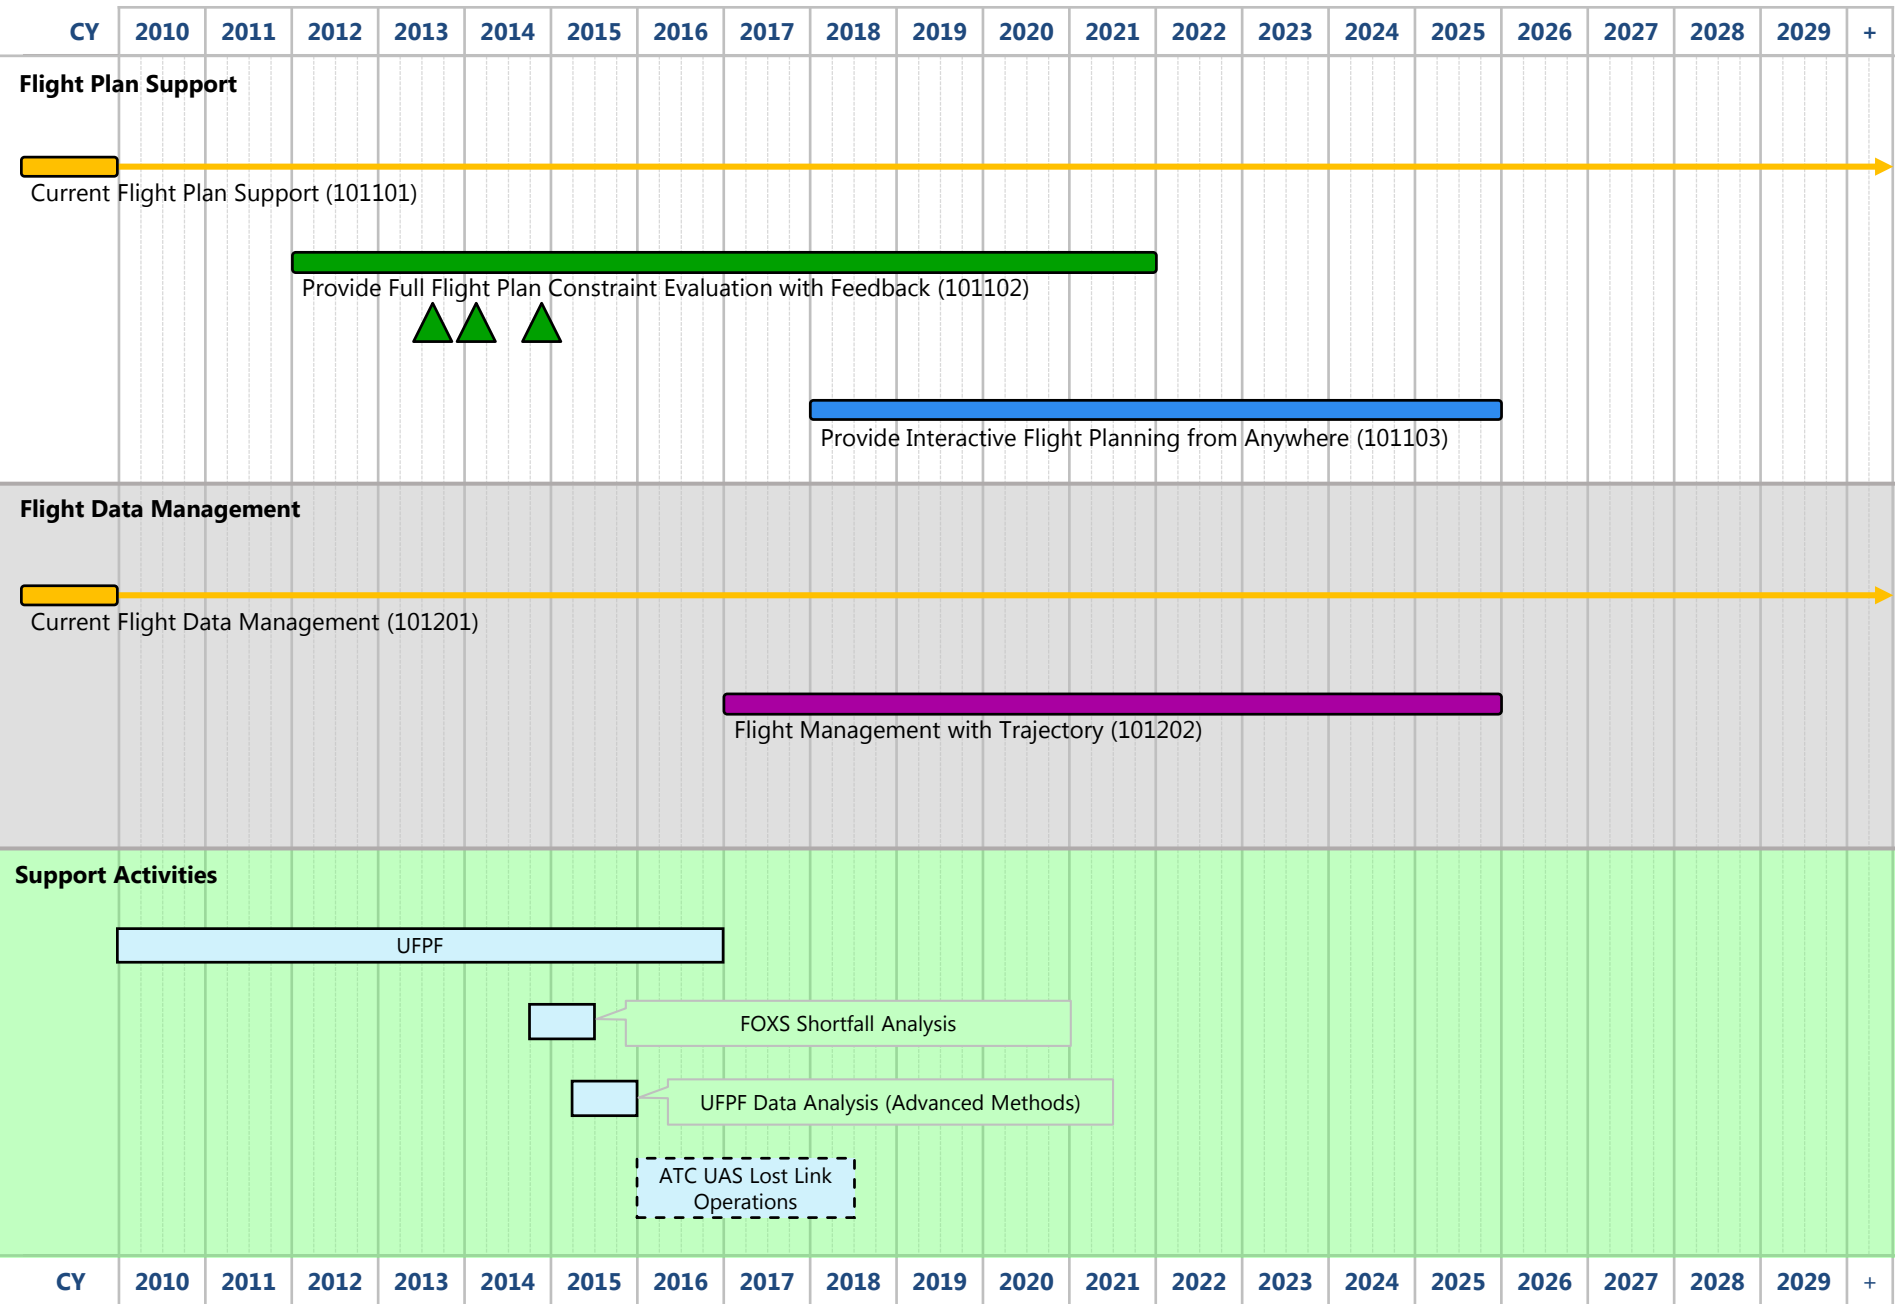 CY 2010 2011 2012 2013 2014 2015 2016 2017 2018 2019 2020 2021 2022 2023 2024 2025 2026 2027 2028 2029 +
Flight Plan Support
Current Flight Plan Support (101101)
Provide Full Flight Plan Constraint Evaluation with Feedback (101102)
Provide Interactive Flight Planning from Anywhere (101103)
Flight Data Management
Current Flight Data Management (101201)
Flight Management with Trajectory (101202)
Support Activities
UFPF
FOXS Shortfall Analysis
UFPF Data Analysis (Advanced Methods)
ATC UAS Lost Link
Operations
CY 2010 2011 2012 2013 2014 2015 2016 2017 2018 2019 2020 2021 2022 2023 2024 2025 2026 2027 2028 2029 +